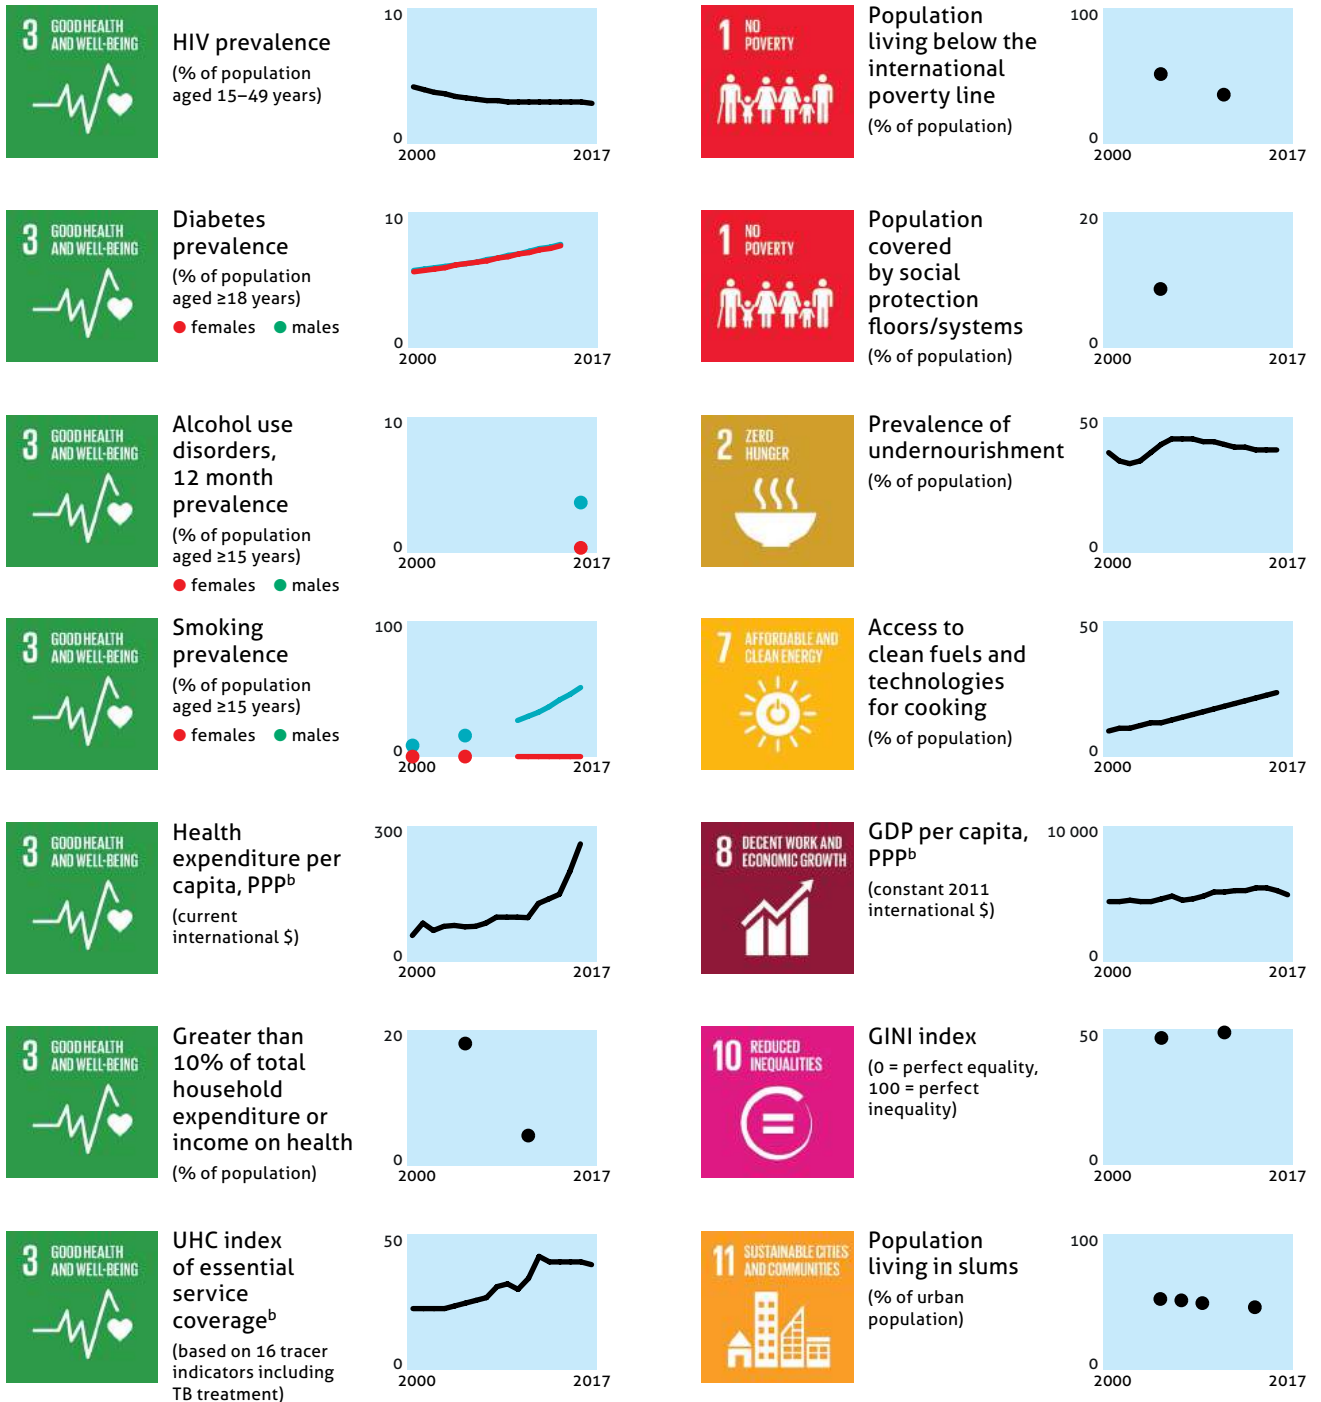 3 GOOD HEALTH
AND WELL-BEING
HIV prevalence
(% of population
aged 15–49 years)
10
0
2000 2017
3 GOOD HEALTH
AND WELL-BEING
Diabetes
prevalence
(% of population
aged ≥18 years)
females males
10
0
2000 2017
3 GOOD HEALTH
AND WELL-BEING
Alcohol use
disorders,
12 month
prevalence
(% of population
aged ≥15 years)
females males
10
0
2000 2017
3 GOOD HEALTH
AND WELL-BEING
Smoking
prevalence
(% of population
aged ≥15 years)
females males
100
0
2000 2017
3 GOOD HEALTH
AND WELL-BEING
Health
expenditure per
capita, PPPᵇ
(current
international $)
300
0
2000 2017
3 GOOD HEALTH
AND WELL-BEING
Greater than
10% of total
household
expenditure or
income on health
(% of population)
20
0
2000 2017
3 GOOD HEALTH
AND WELL-BEING
UHC index
of essential
service
coverageᵇ
(based on 16 tracer
indicators including
TB treatment)
50
0
2000 2017
1 NO
POVERTY
Population
living below the
international
poverty line
(% of population)
100
0
2000 2017
1 NO
POVERTY
Population
covered
by social
protection
floors/systems
(% of population)
20
0
2000 2017
2 ZERO
HUNGER
Prevalence of
undernourishment
(% of population)
50
0
2000 2017
7 AFFORDABLE AND
CLEAN ENERGY
Access to
clean fuels and
technologies
for cooking
(% of population)
50
0
2000 2017
8 DECENT WORK AND
ECONOMIC GROWTH
GDP per capita,
PPPᵇ
(constant 2011
international $)
10 000
0
2000 2017
10 REDUCED
INEQUALITIES
GINI index
(0 = perfect equality,
100 = perfect
inequality)
50
0
2000 2017
11 SUSTAINABLE CITIES
AND COMMUNITIES
Population
living in slums
(% of urban
population)
100
0
2000 2017